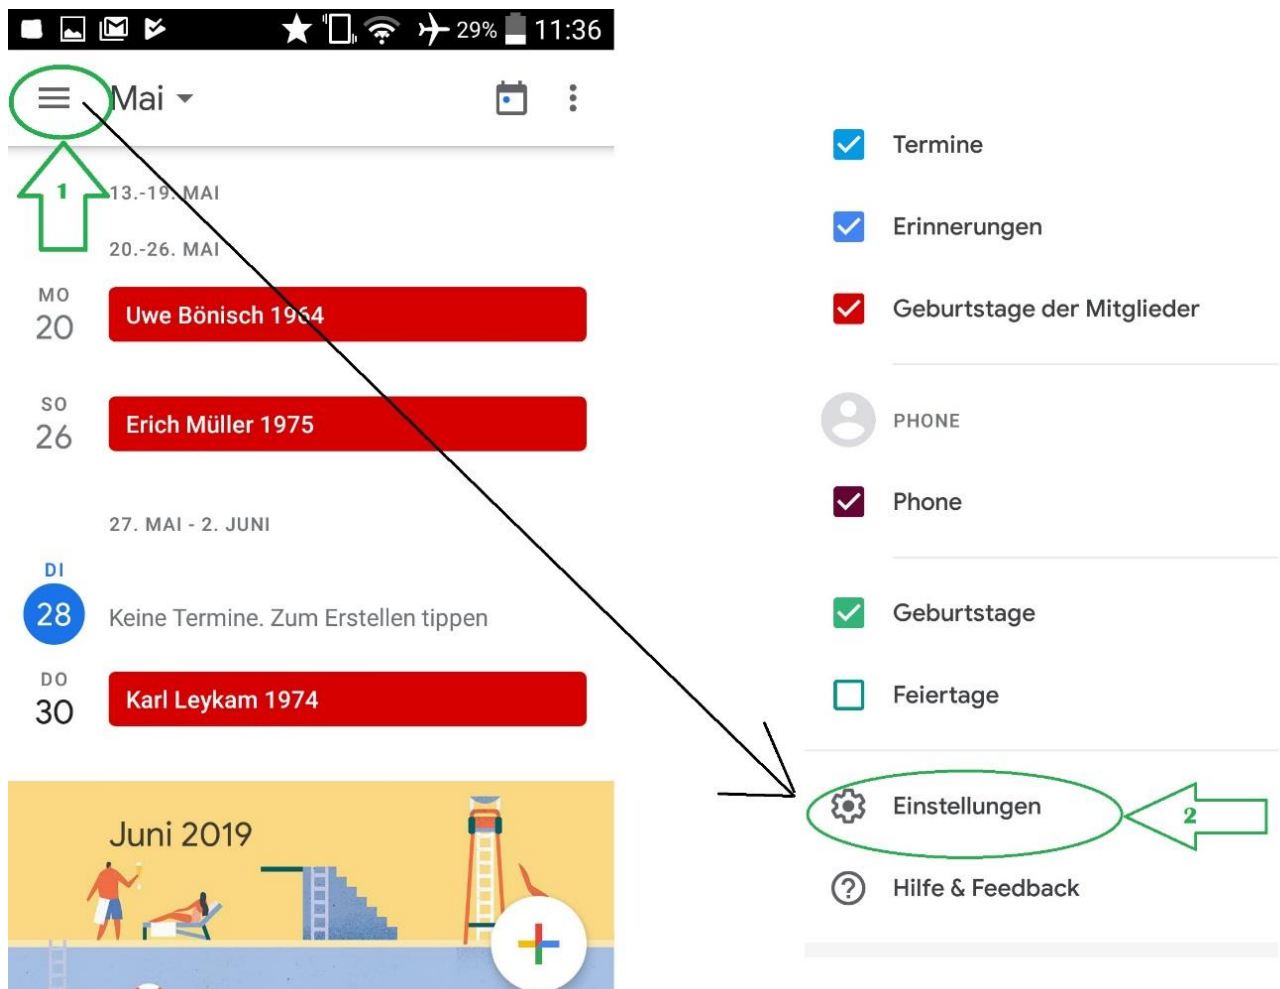 29% 11:36
Mai
1
13.-19. MAI
20.-26. MAI
MO
20
Uwe Bönisch 1964
SO
26
Erich Müller 1975
27. MAI - 2. JUNI
DI
28
Keine Termine. Zum Erstellen tippen
DO
30
Karl Leykam 1974
Juni 2019
Termine
Erinnerungen
Geburtstage der Mitglieder
PHONE
Phone
Geburtstage
Feiertage
Einstellungen
2
Hilfe & Feedback